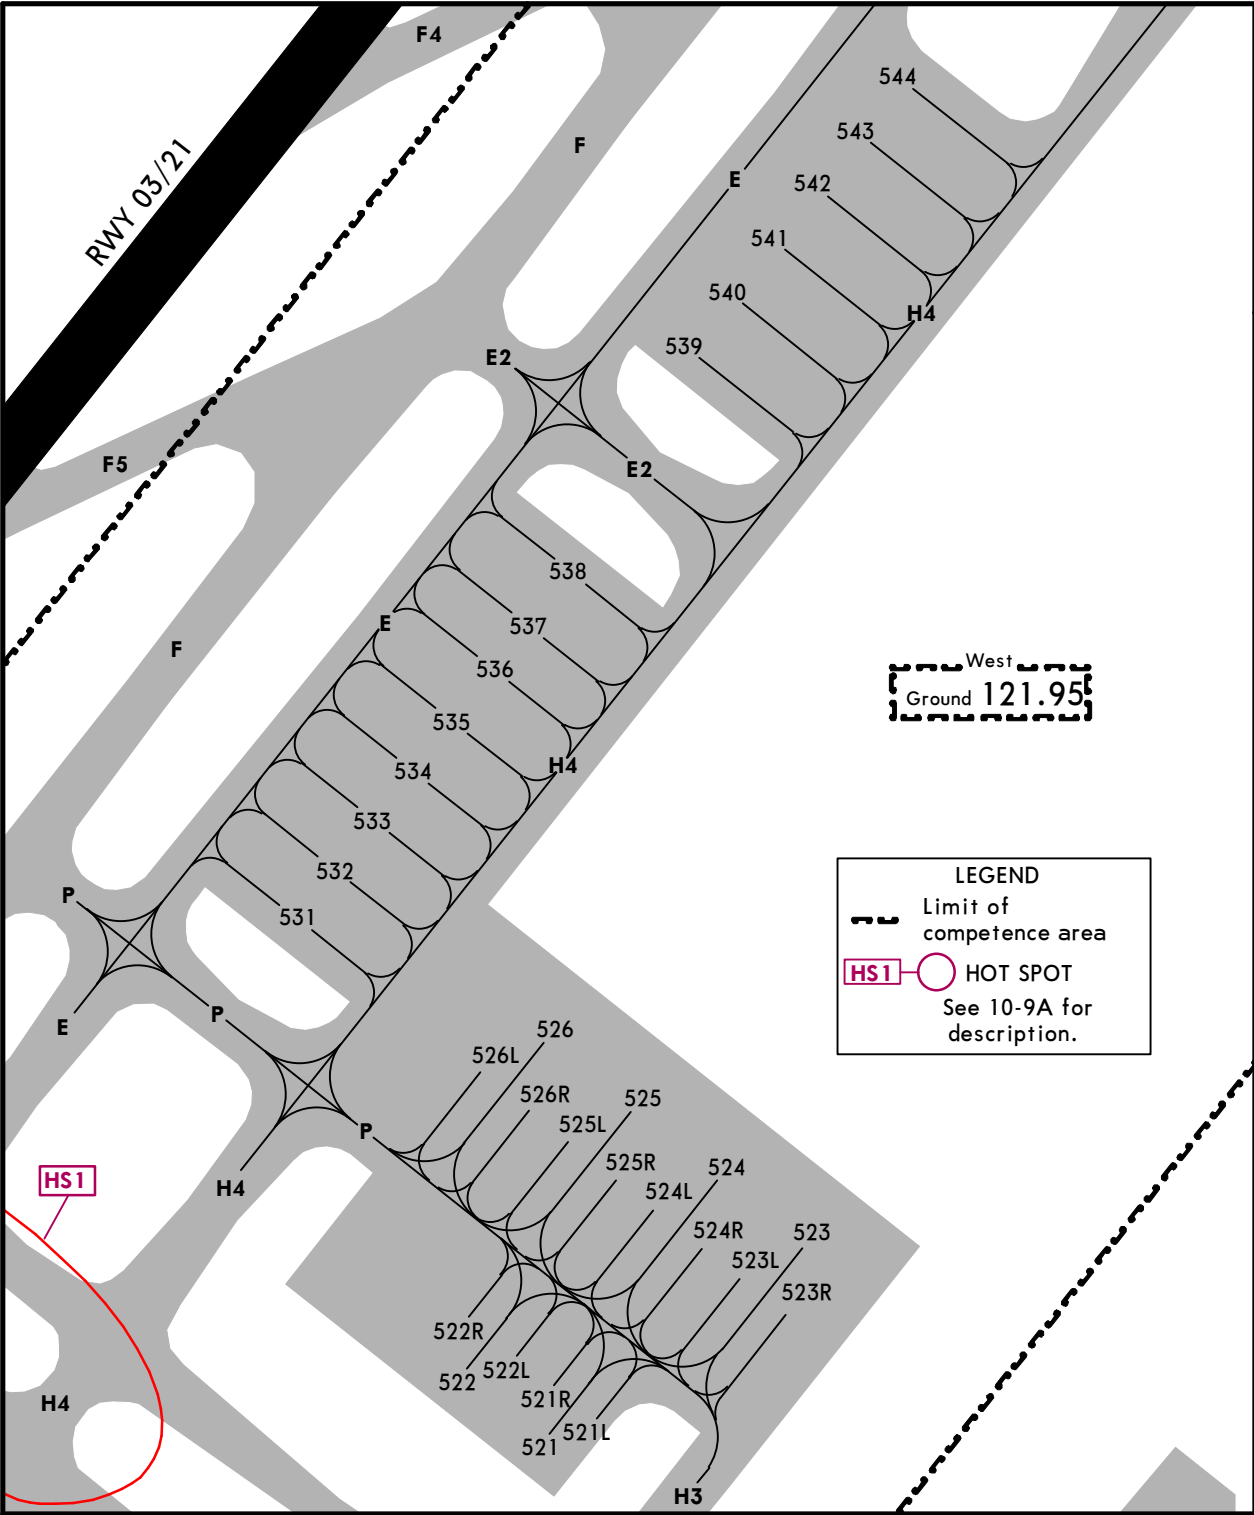 F4
544
543
F
RWY 03/21
E
542
541
540
H4
539
E2
F5
E2
538
E
537
F
536
West
Ground 121.95
535
H4
534
533
532
LEGEND
P
531
Limit of
competence area
HS1
HOT SPOT
See 10-9A for
description.
P
E
526
526L
526R
525
525L
P
525R
524
HS1
H4
524L
524R
523
523L
523R
522R
522L
522
521R
H4
521L
521
H3